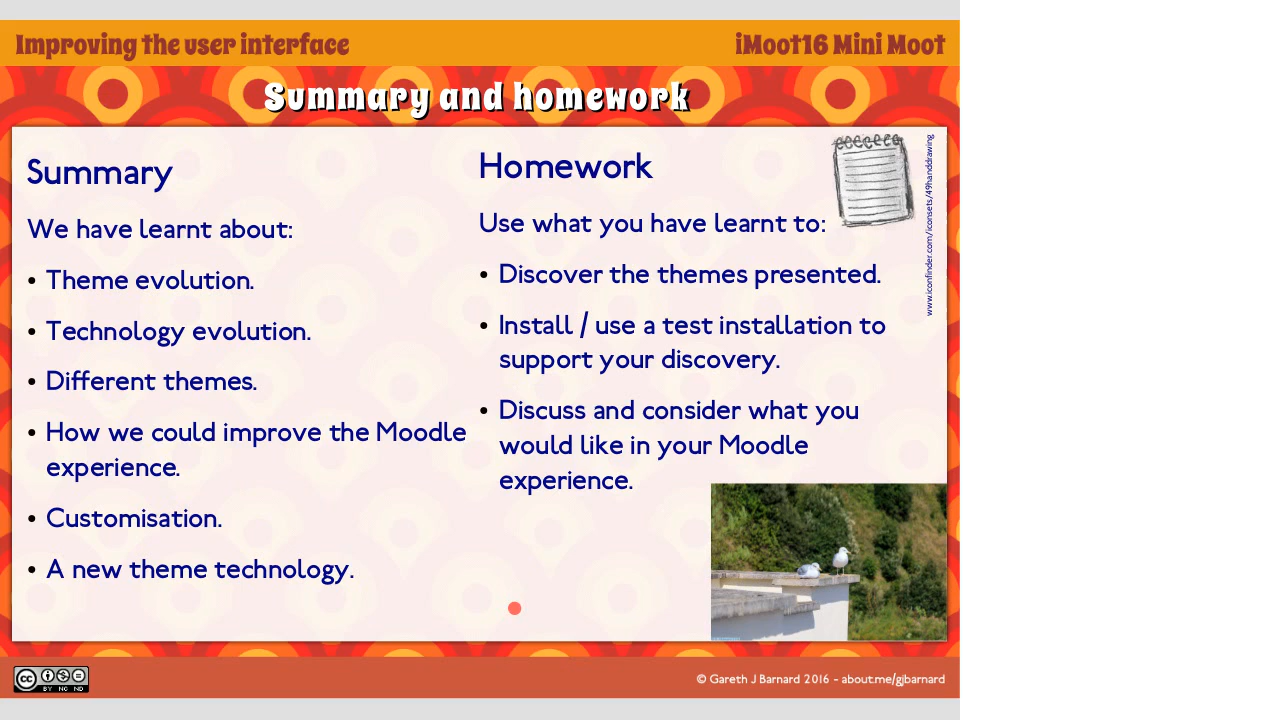 Improving the user interface
iMoot16 Mini Moot
Summary and homework
Summary
We have learnt about:
• Theme evolution.
• Technology evolution.
• Different themes.
• How we could improve the Moodle
experience.
• Customisation.
• A new theme technology.
Homework
Use what you have learnt to:
• Discover the themes presented.
• Install / use a test installation to
support your discovery.
• Discuss and consider what you
would like in your Moodle
experience.
www.iconfinder.com/iconsets/49handdrawing
cc
BY NC ND
© Gareth J Barnard 2016 - about.me/gjbarnard